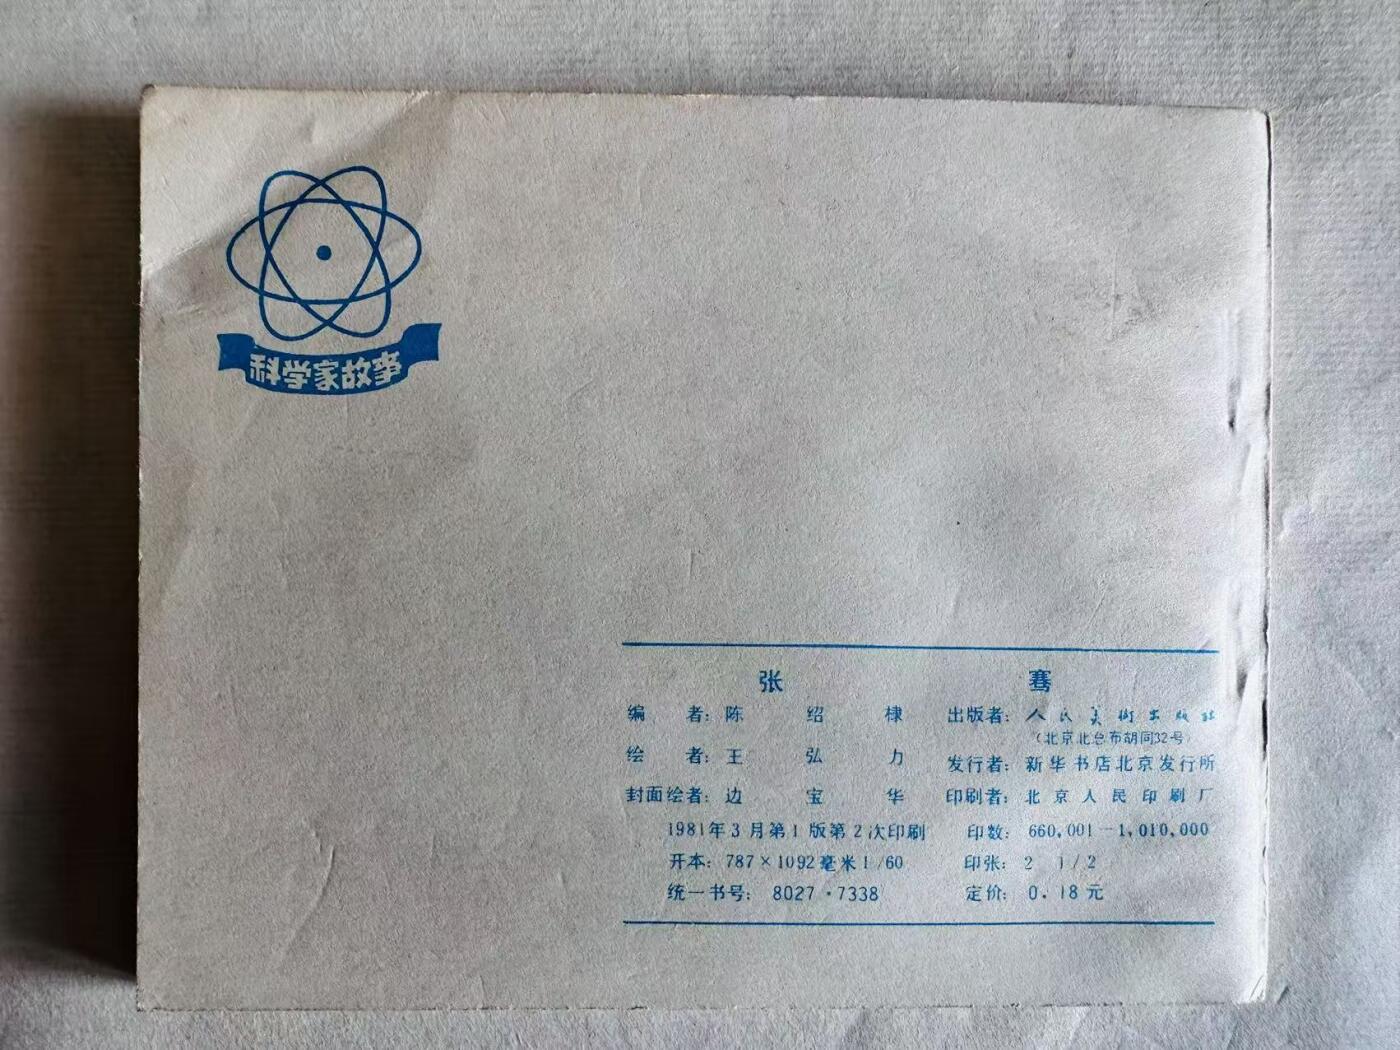 科学家故事
张骞
编者：陈绍棣
绘者：王弘力
封面绘者：边宝华
出版者：人民美术出版社
（北京北总布胡同32号）
发行者：新华书店北京发行所
印刷者：北京人民印刷厂
1981年3月第1版第2次印刷
印数：660,001—1,010,000
开本：787×1092毫米1/60
印张：2 1/2
统一书号：8027·7338
定价：0.18元